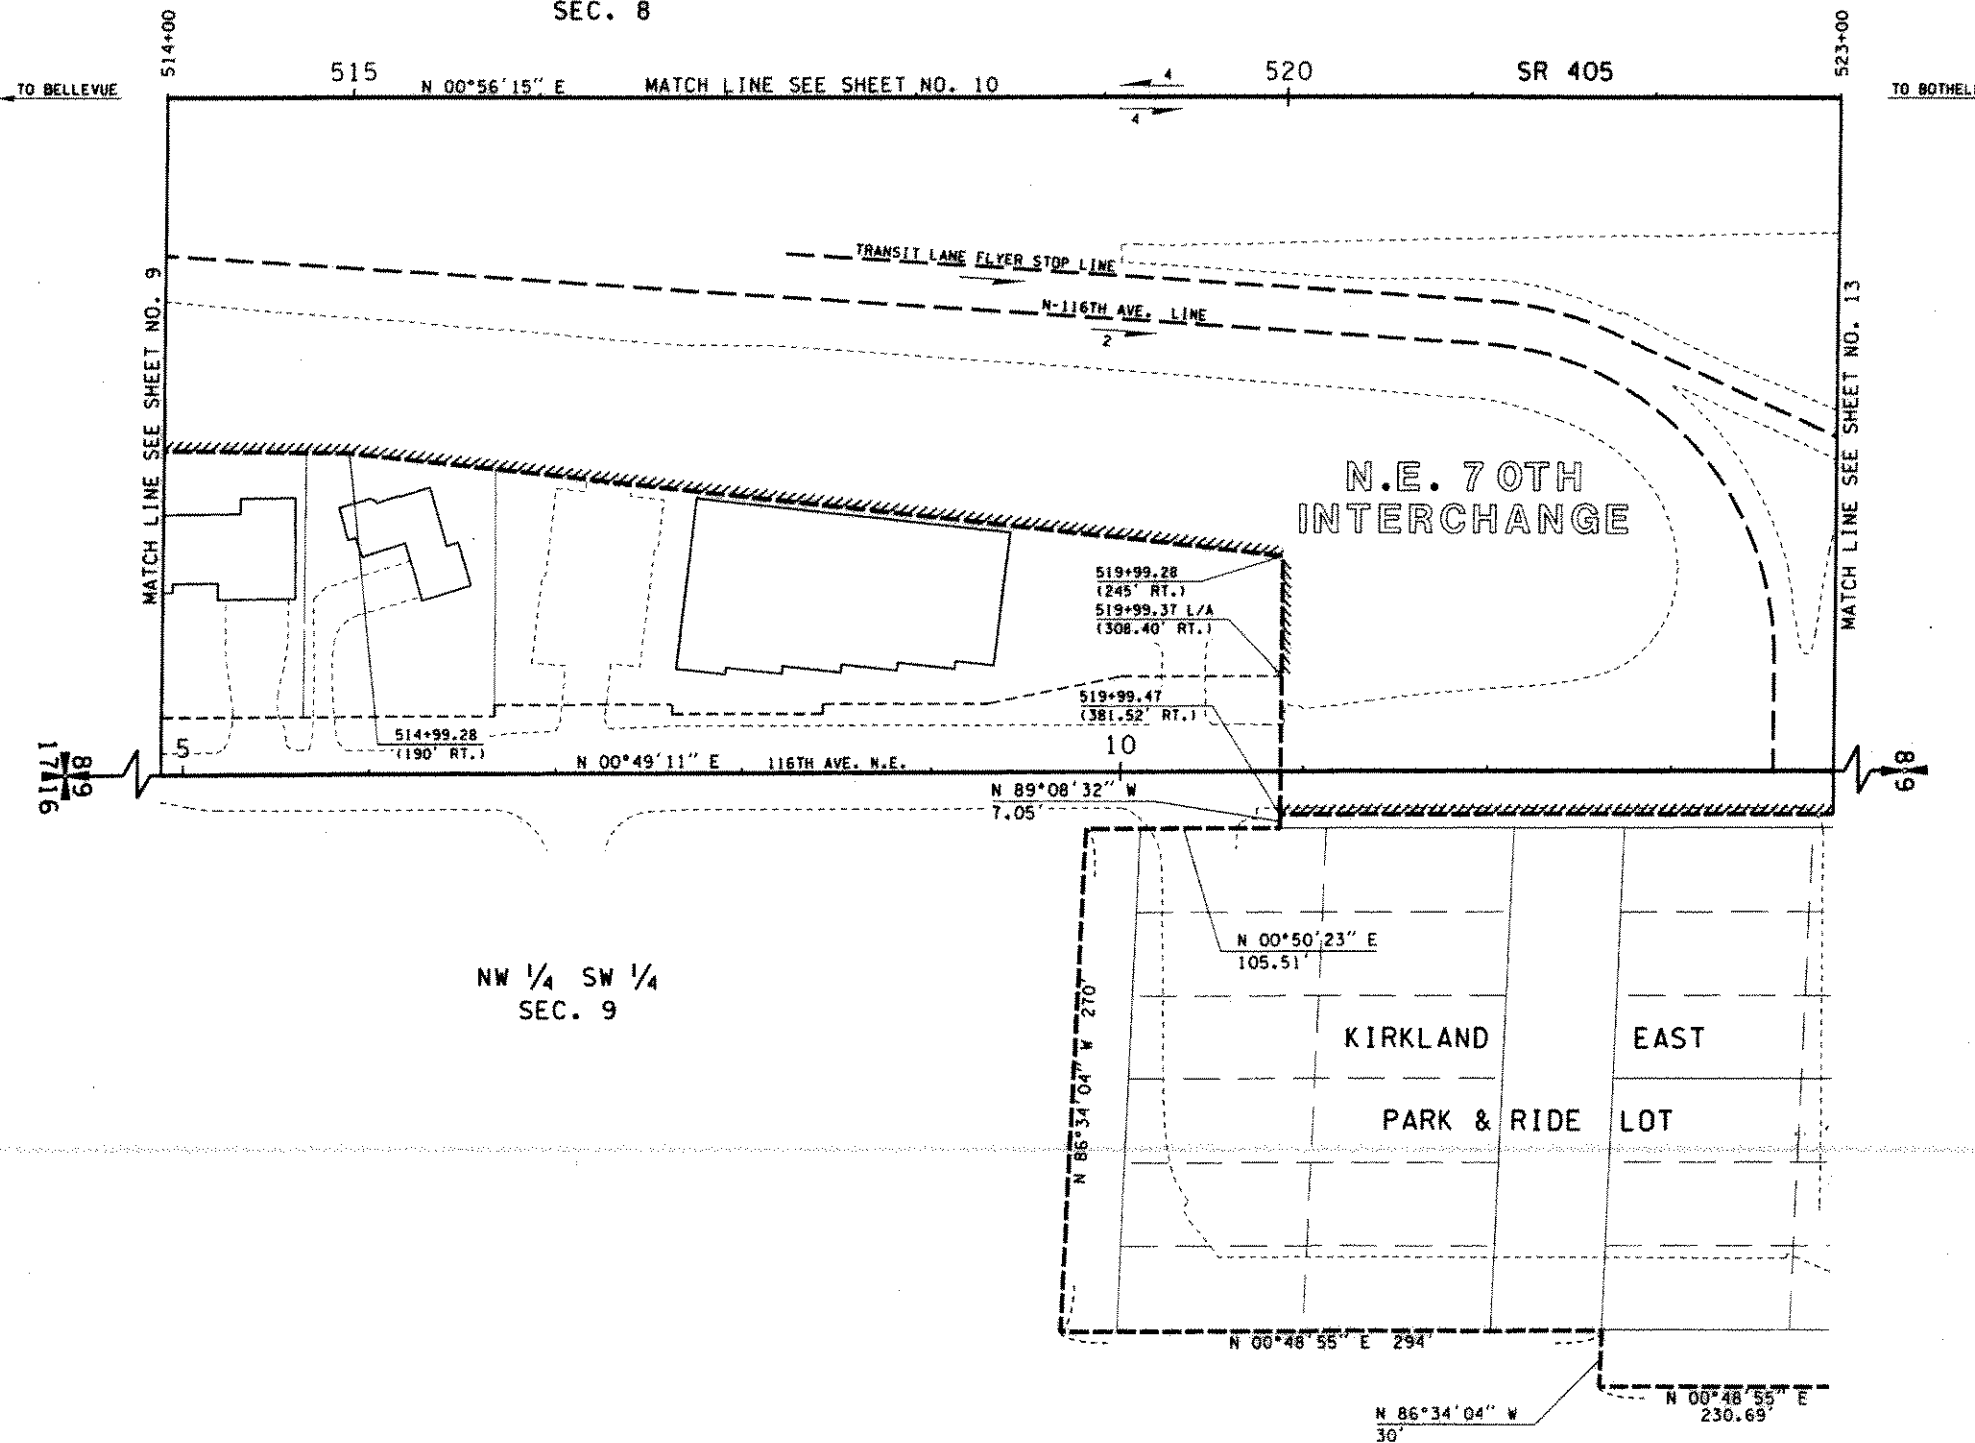 SEC. 8
514+00
523+00
515
520
SR 405
TO BELLEVUE
N 00°56'15" E
MATCH LINE SEE SHEET NO. 10
4
4
TO BOTHELL
TRANSIT LANE FLYER STOP LINE
N-116TH AVE. LINE
2
MATCH LINE SEE SHEET NO. 9
MATCH LINE SEE SHEET NO. 13
N.E. 70TH
INTERCHANGE
519+99.28
(245' RT.)
519+99.37 L/A
(308.40' RT.)
519+99.47
(381.52' RT.)
514+99.28
(190' RT.)
5
10
N 00°49'11" E
116TH AVE. N.E.
8 9
17 16
8 9
N 89°08'32" W
7.05'
N 00°50'23" E
105.51'
NW 1/4 SW 1/4
SEC. 9
N 86°34'04" W 270'
KIRKLAND EAST
PARK & RIDE LOT
N 00°48'55" E 294'
N 86°34'04" W
30'
N 00°48'55" E
230.69'